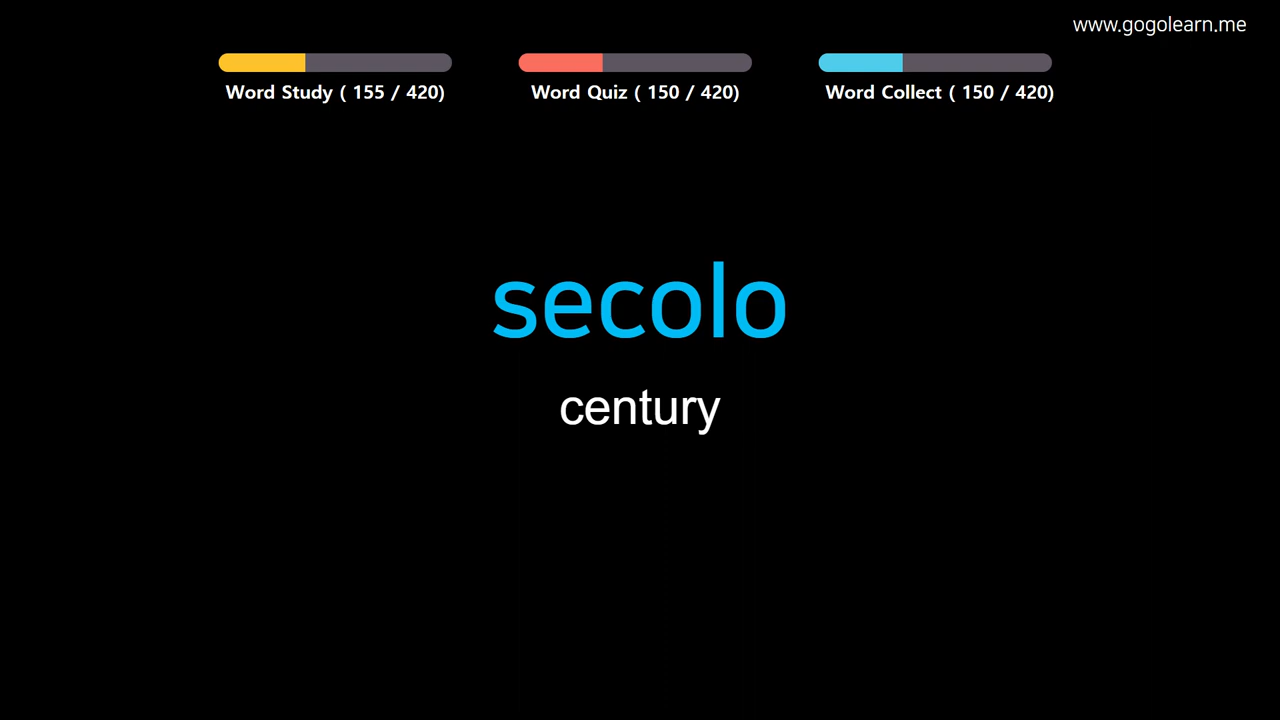 www.gogolearn.me
Word Study ( 155 / 420)
Word Quiz ( 150 / 420)
Word Collect ( 150 / 420)
secolo
century